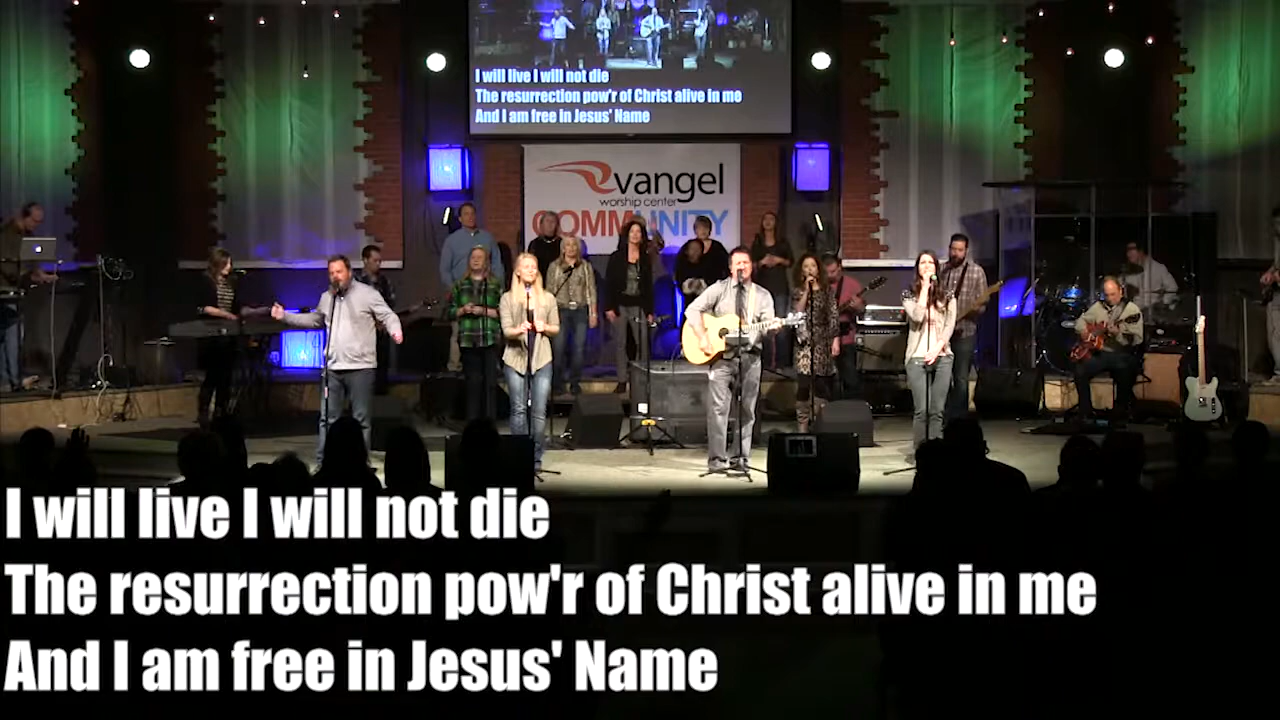 I will live I will not die
The resurrection pow'r of Christ alive in me
And I am free in Jesus' Name
evangel
worship center
COMMUNITY
I will live I will not die
The resurrection pow'r of Christ alive in me
And I am free in Jesus' Name